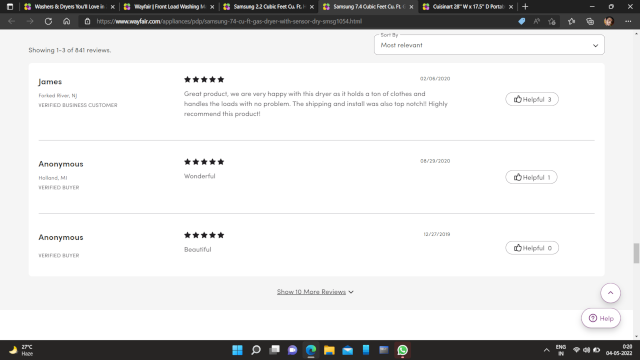 Washers & Dryers You'll Love in
Wayfair | Front Load Washing M
Samsung 2.2 Cubic Feet Cu. Ft. H
Samsung 7.4 Cubic Feet Cu. Ft. E
Cuisinart 28" W x 17.5" D Portab
https://www.wayfair.com/appliances/pdp/samsung-74-cu-ft-gas-dryer-with-sensor-dry-smsg1054.html
Showing 1-3 of 841 reviews.
Sort By
Most relevant
James
Forked River, NJ
VERIFIED BUSINESS CUSTOMER
02/06/2020
Great product, we are very happy with this dryer as it holds a ton of clothes and
handles the loads with no problem. The shipping and install was also top notch!! Highly
recommend this product!
Helpful 3
Anonymous
Holland, MI
VERIFIED BUYER
08/29/2020
Wonderful
Helpful 1
Anonymous
VERIFIED BUYER
12/27/2019
Beautiful
Helpful 0
Show 10 More Reviews
Help
27°C
Haze
ENG
IN
0:20
04-05-2022